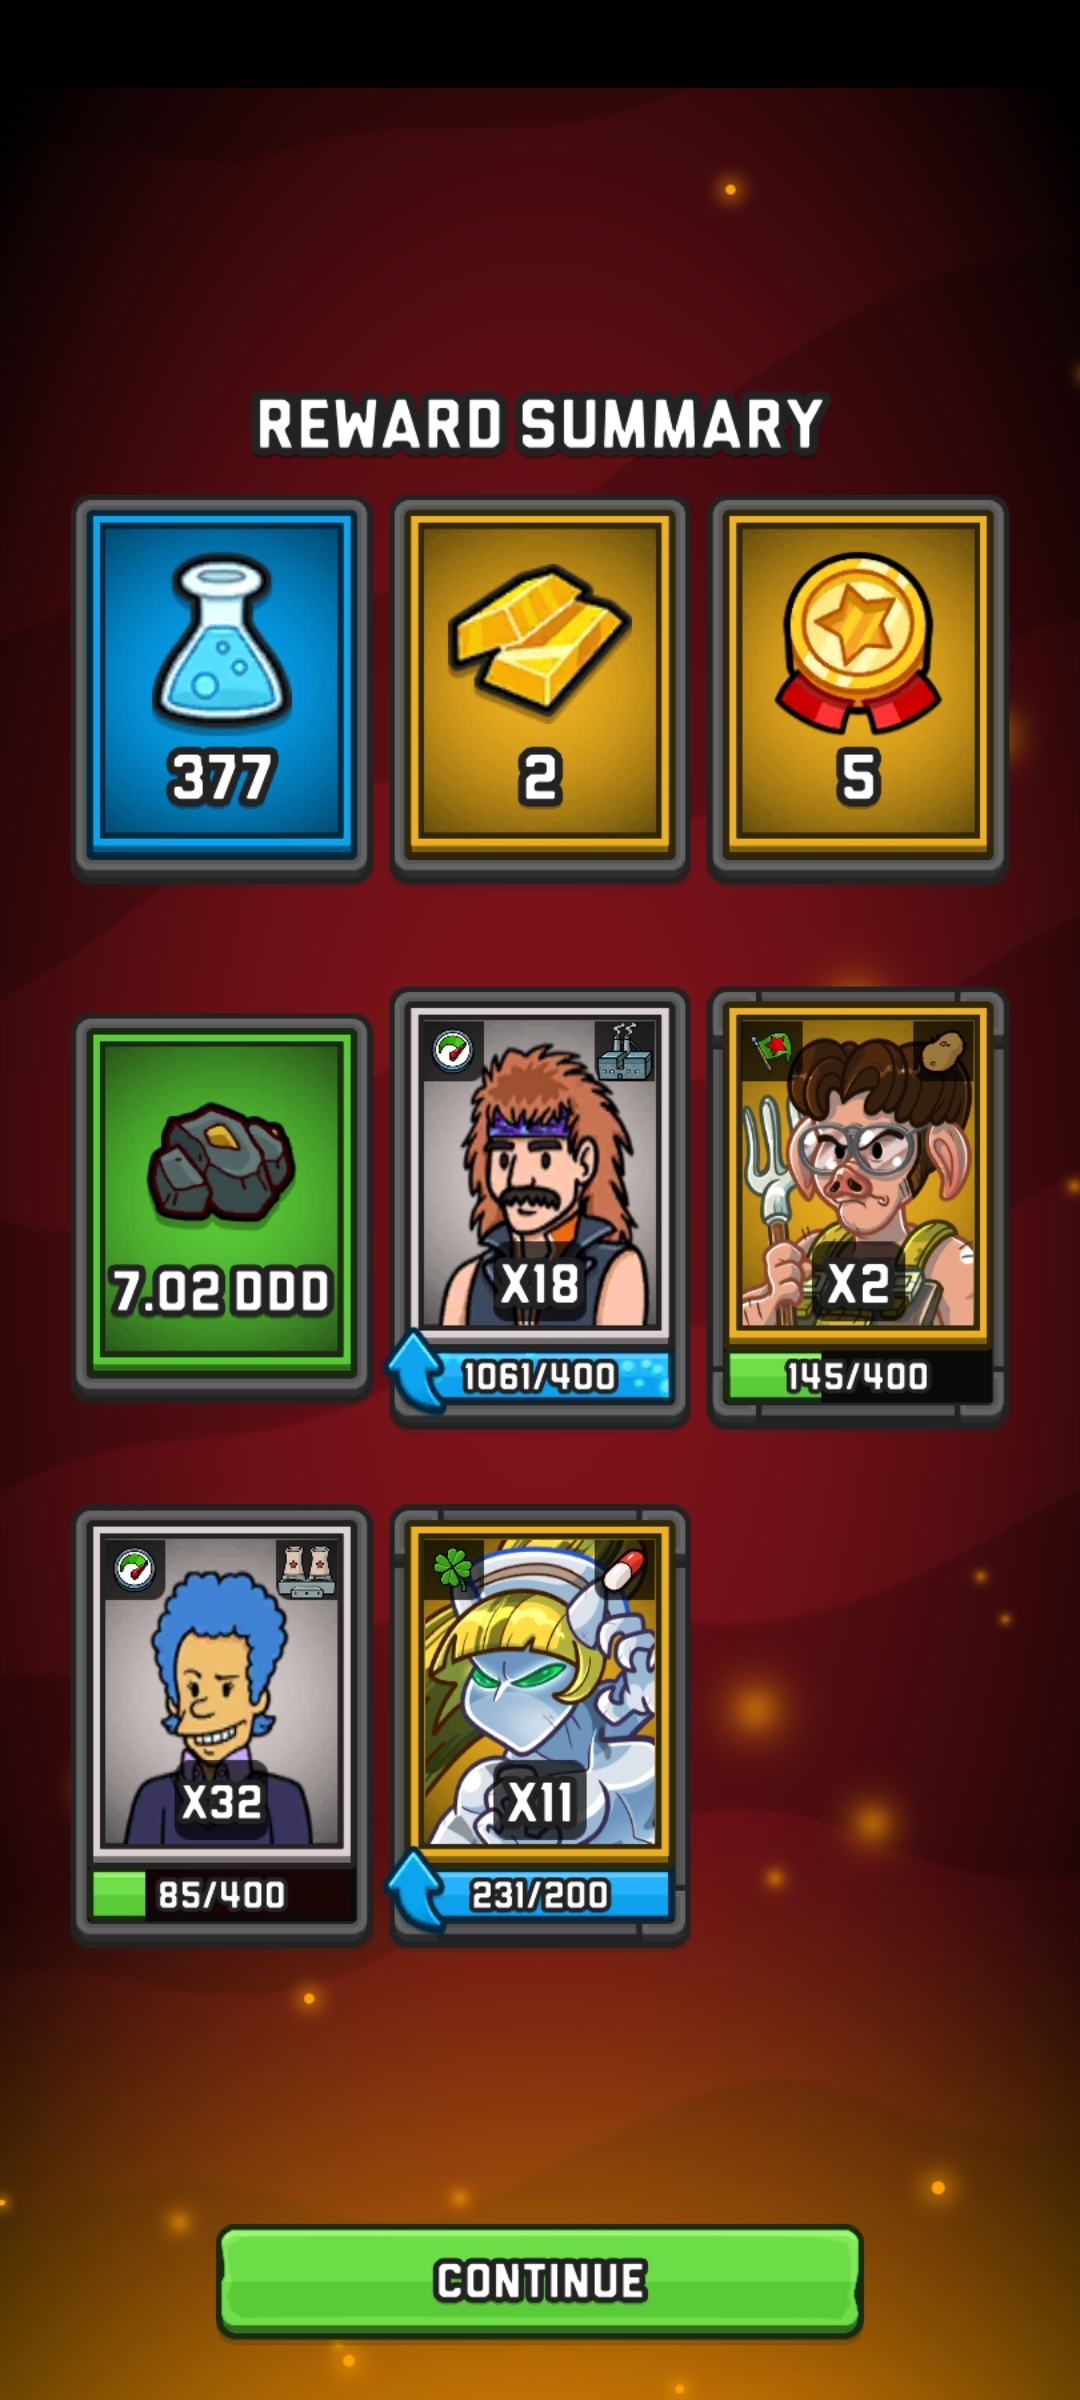 REWARD SUMMARY
377
2
5
7.02 DDD
X18
1061/400
X2
145/400
X32
85/400
X11
231/200
CONTINUE